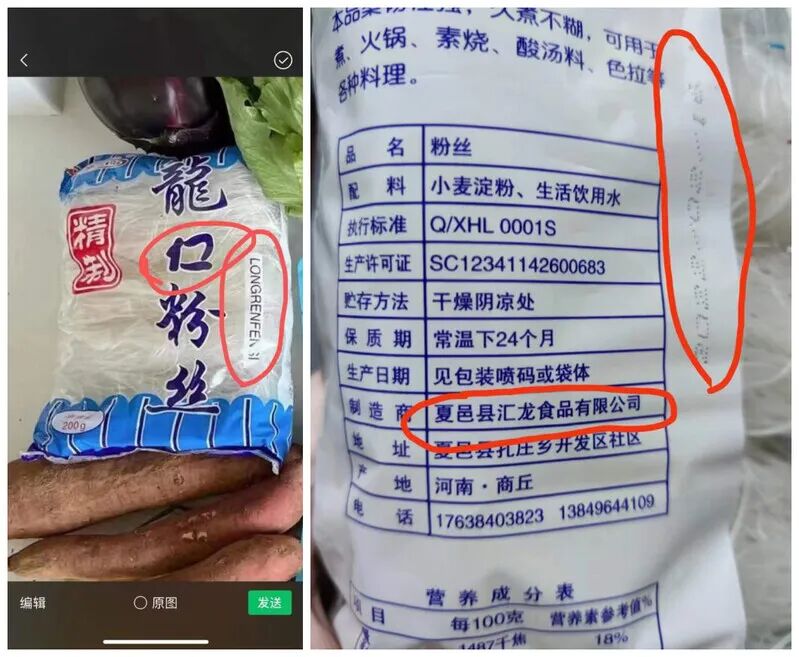 龍口粉丝
精制
LONGRENFENSI
200g
编辑
原图
发送
久煮不糊，可用于
煮、火锅、素烧、酸汤料、色拉等
各种料理。
品 名 粉丝
配 料 小麦淀粉、生活饮用水
执行标准 Q/XHL 0001S
生产许可证 SC12341142600683
贮存方法 干燥阴凉处
保 质 期 常温下24个月
生产日期 见包装喷码或袋体
制 造 商 夏邑县汇龙食品有限公司
地 址 夏邑县孔庄乡开发区社区
产 地 河南·商丘
电 话 17638403823 13849644109
营 养 成 分 表
项 目 每100克 营养素参考值%
1487千焦 18%